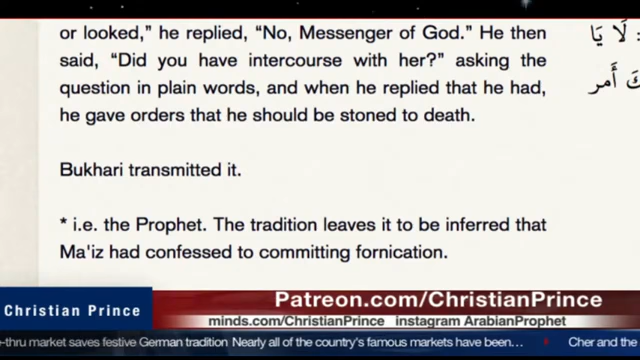 or looked,” he replied, “No, Messenger of God.” He then
: لَا يَا
said, “Did you have intercourse with her?” asking the
question in plain words, and when he replied that he had,
كَ أَمر
he gave orders that he should be stoned to death.
Bukhari transmitted it.
* i.e. the Prophet. The tradition leaves it to be inferred that
Ma'iz had confessed to committing fornication.
Christian Prince
Patreon.com/ChristianPrince
minds.com/ChristianPrince instagram ArabianProphet
e-thru market saves festive German tradition Nearly all of the country's famous markets have been...
Cher and the